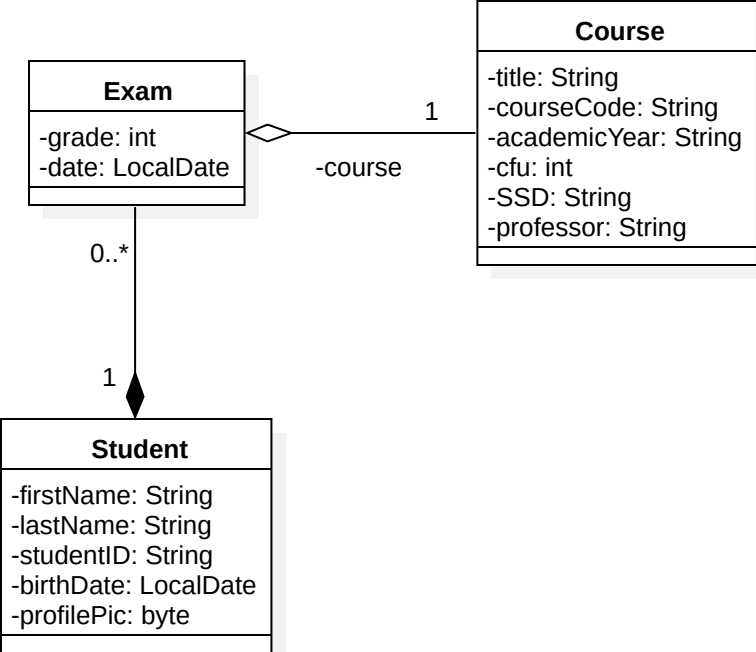 Course
-title: String
-courseCode: String
-academicYear: String
-cfu: int
-SSD: String
-professor: String
Exam
-grade: int
-date: LocalDate
1
-course
0..*
1
Student
-firstName: String
-lastName: String
-studentID: String
-birthDate: LocalDate
-profilePic: byte